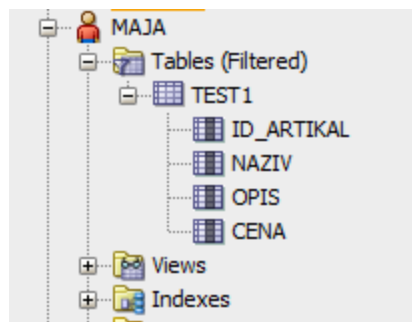 MAJA
Tables (Filtered)
TEST1
ID_ARTIKAL
NAZIV
OPIS
CENA
Views
Indexes